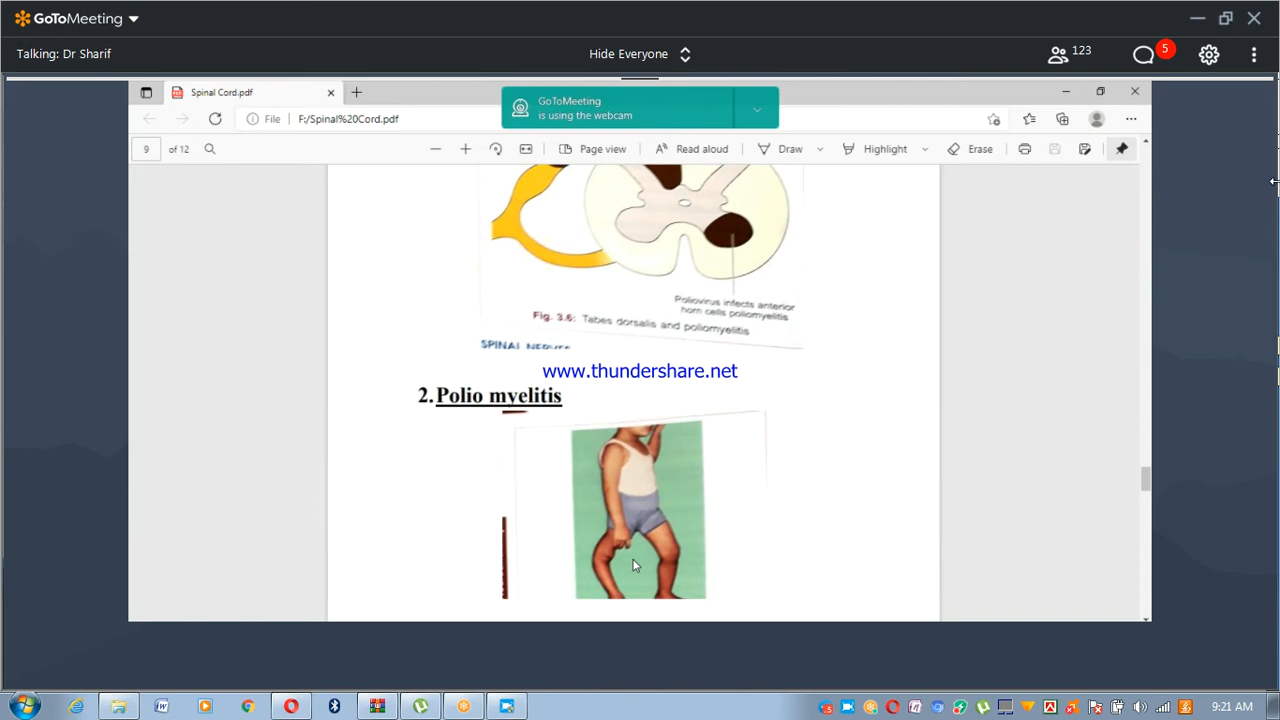 GoToMeeting
Talking: Dr Sharif
Hide Everyone
123
5
Spinal Cord.pdf
GoToMeeting
is using the webcam
File
F:/Spinal%20Cord.pdf
9 of 12
Page view
Read aloud
Draw
Highlight
Erase
Poliovirus infects anterior
horn cells poliomyelitis
Fig. 3.6: Tabes dorsalis and poliomyelitis
SPINAL NERVES
www.thundershare.net
2. Polio myelitis
9:21 AM